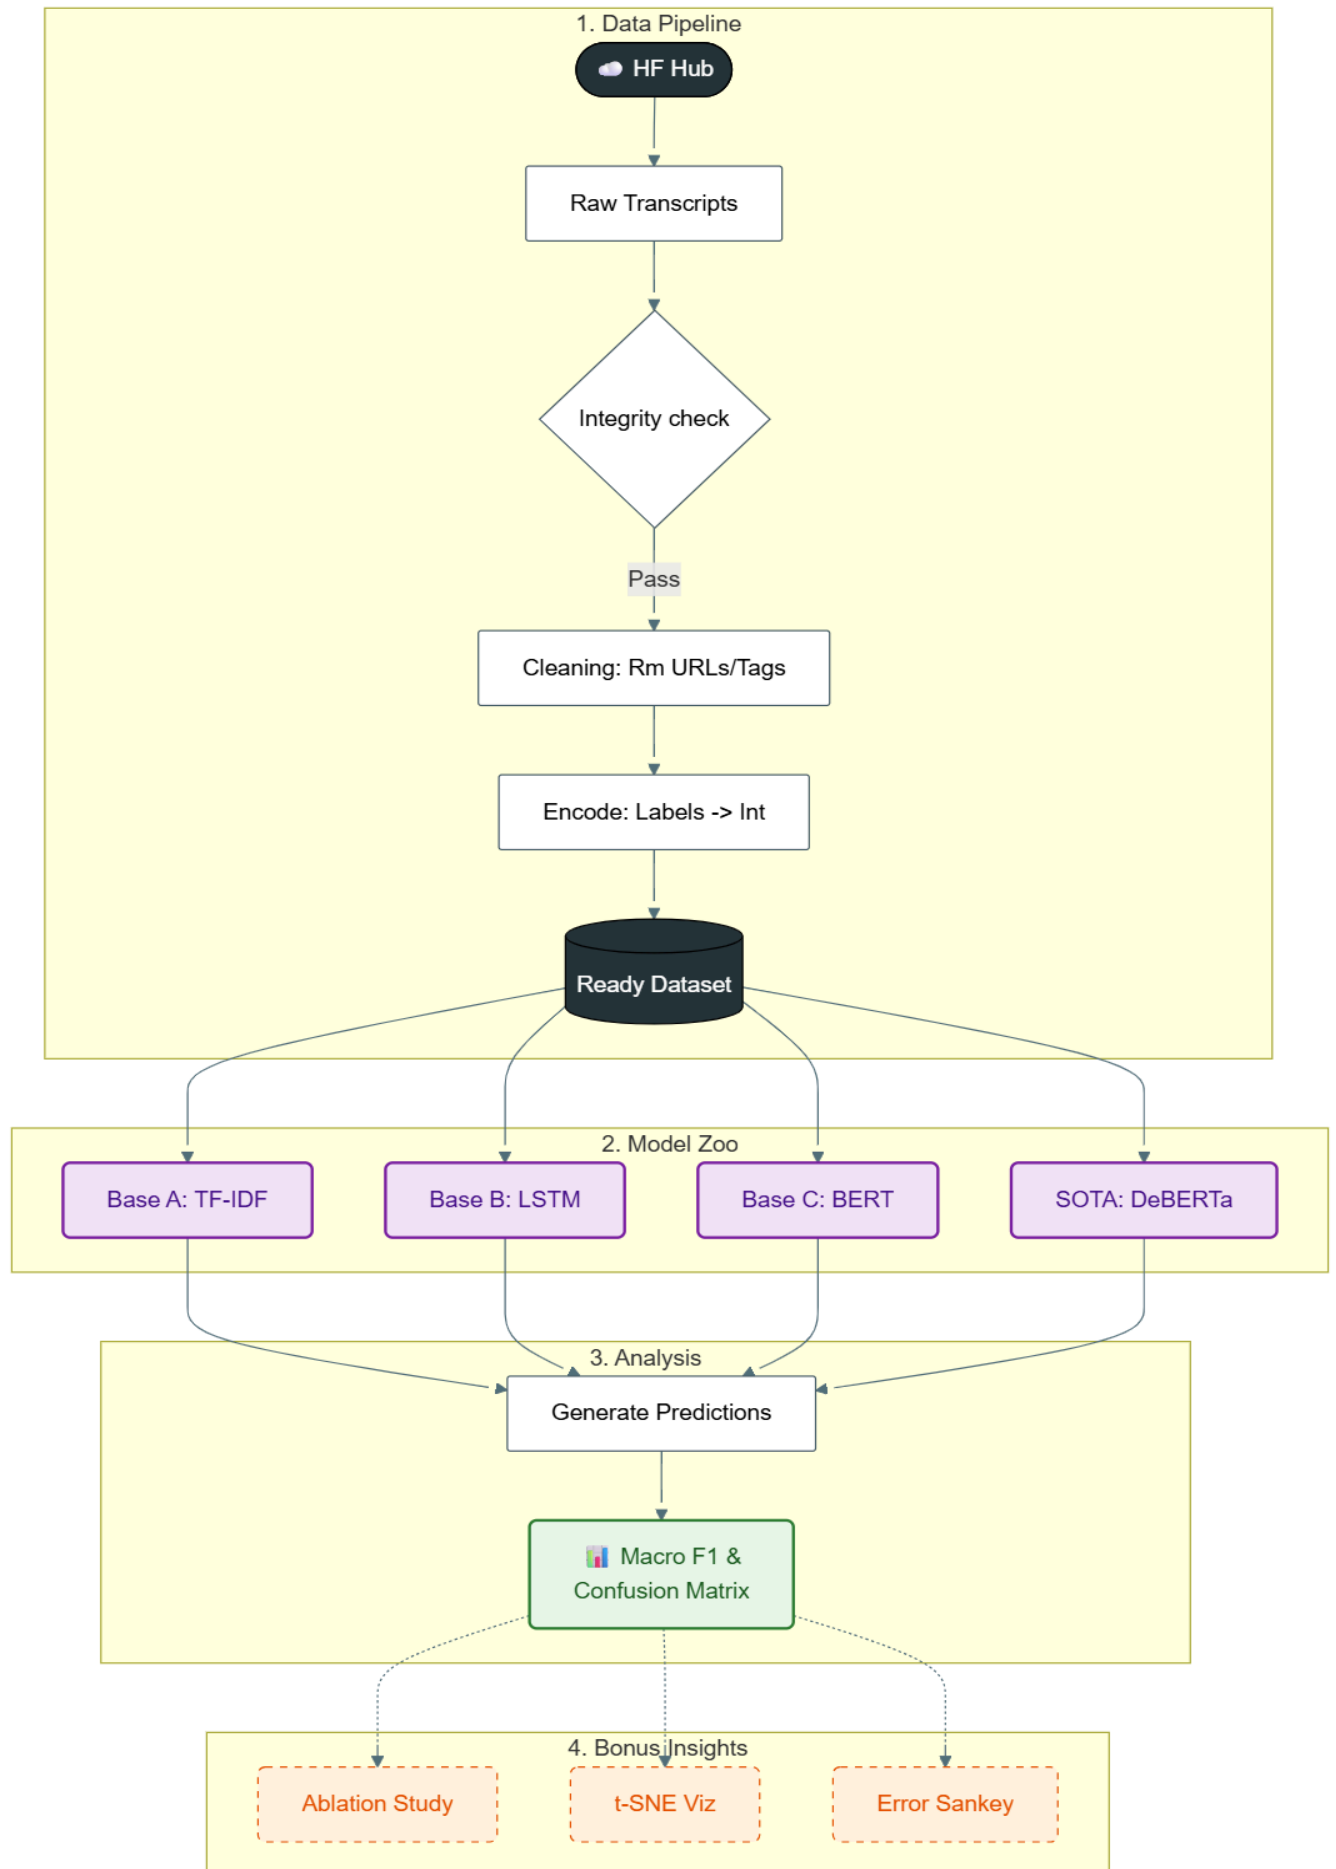 1. Data Pipeline
HF Hub
Raw Transcripts
Integrity check
Pass
Cleaning: Rm URLs/Tags
Encode: Labels -> Int
Ready Dataset
2. Model Zoo
Base A: TF-IDF
Base B: LSTM
Base C: BERT
SOTA: DeBERTa
3. Analysis
Generate Predictions
Macro F1 &
Confusion Matrix
4. Bonus Insights
Ablation Study
t-SNE Viz
Error Sankey